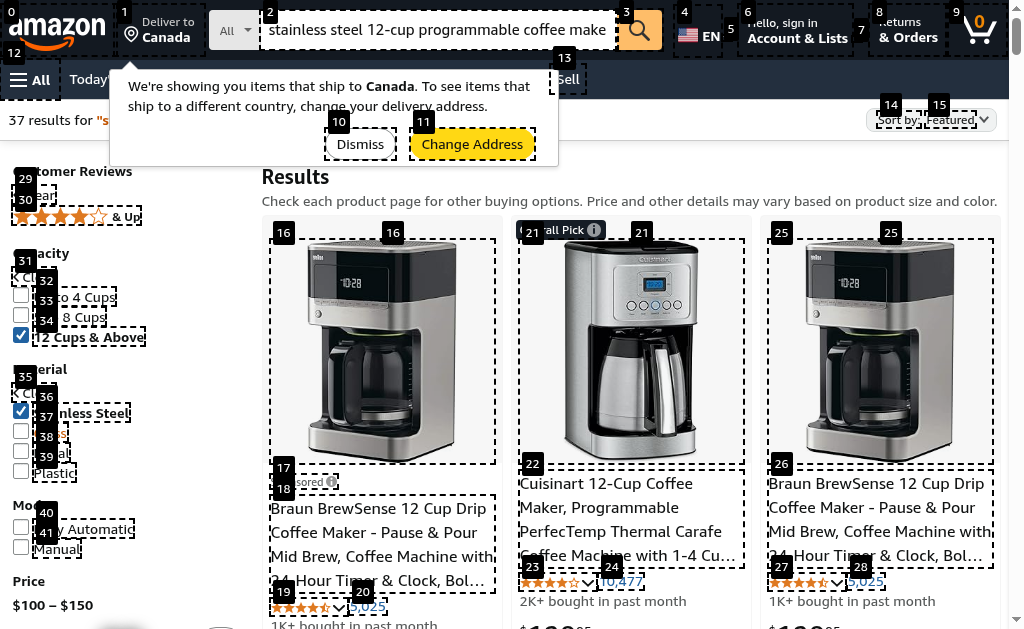 0
1
2
3
4
5
6
7
8
9
amazon
Deliver to
Canada
All
stainless steel 12-cup programmable coffee make
EN
Hello, sign in
Account & Lists
Returns
& Orders
0
12
All
Today'
13
Sell
We're showing you items that ship to Canada. To see items that
ship to a different country, change your delivery address.
10
11
Dismiss
Change Address
37 results for "s
14
15
Sort by:
Featured
Customer Reviews
29
Clear
30
& Up
Capacity
31
Clear
32
Up to 4 Cups
33
8 Cups
34
12 Cups & Above
Material
35
Clear
36
Stainless Steel
37
Glass
38
Metal
39
Plastic
40
Fully Automatic
41
Manual
Price
$100 – $150
Results
Check each product page for other buying options. Price and other details may vary based on product size and color.
16
16
BRAUN
10:28
17
Sponsored
18
Braun BrewSense 12 Cup Drip
Coffee Maker - Pause & Pour
Mid Brew, Coffee Machine with
24-Hour Timer & Clock, Bol…
19
20
5,025
1K+ bought in past month
Overall Pick
21
21
Cuisinart
22
Cuisinart 12-Cup Coffee
Maker, Programmable
PerfecTemp Thermal Carafe
Coffee Machine with 1-4 Cu…
23
24
10,477
2K+ bought in past month
25
25
BRAUN
10:28
26
Braun BrewSense 12 Cup Drip
Coffee Maker - Pause & Pour
Mid Brew, Coffee Machine with
24-Hour Timer & Clock, Bol…
27
28
5,025
1K+ bought in past month